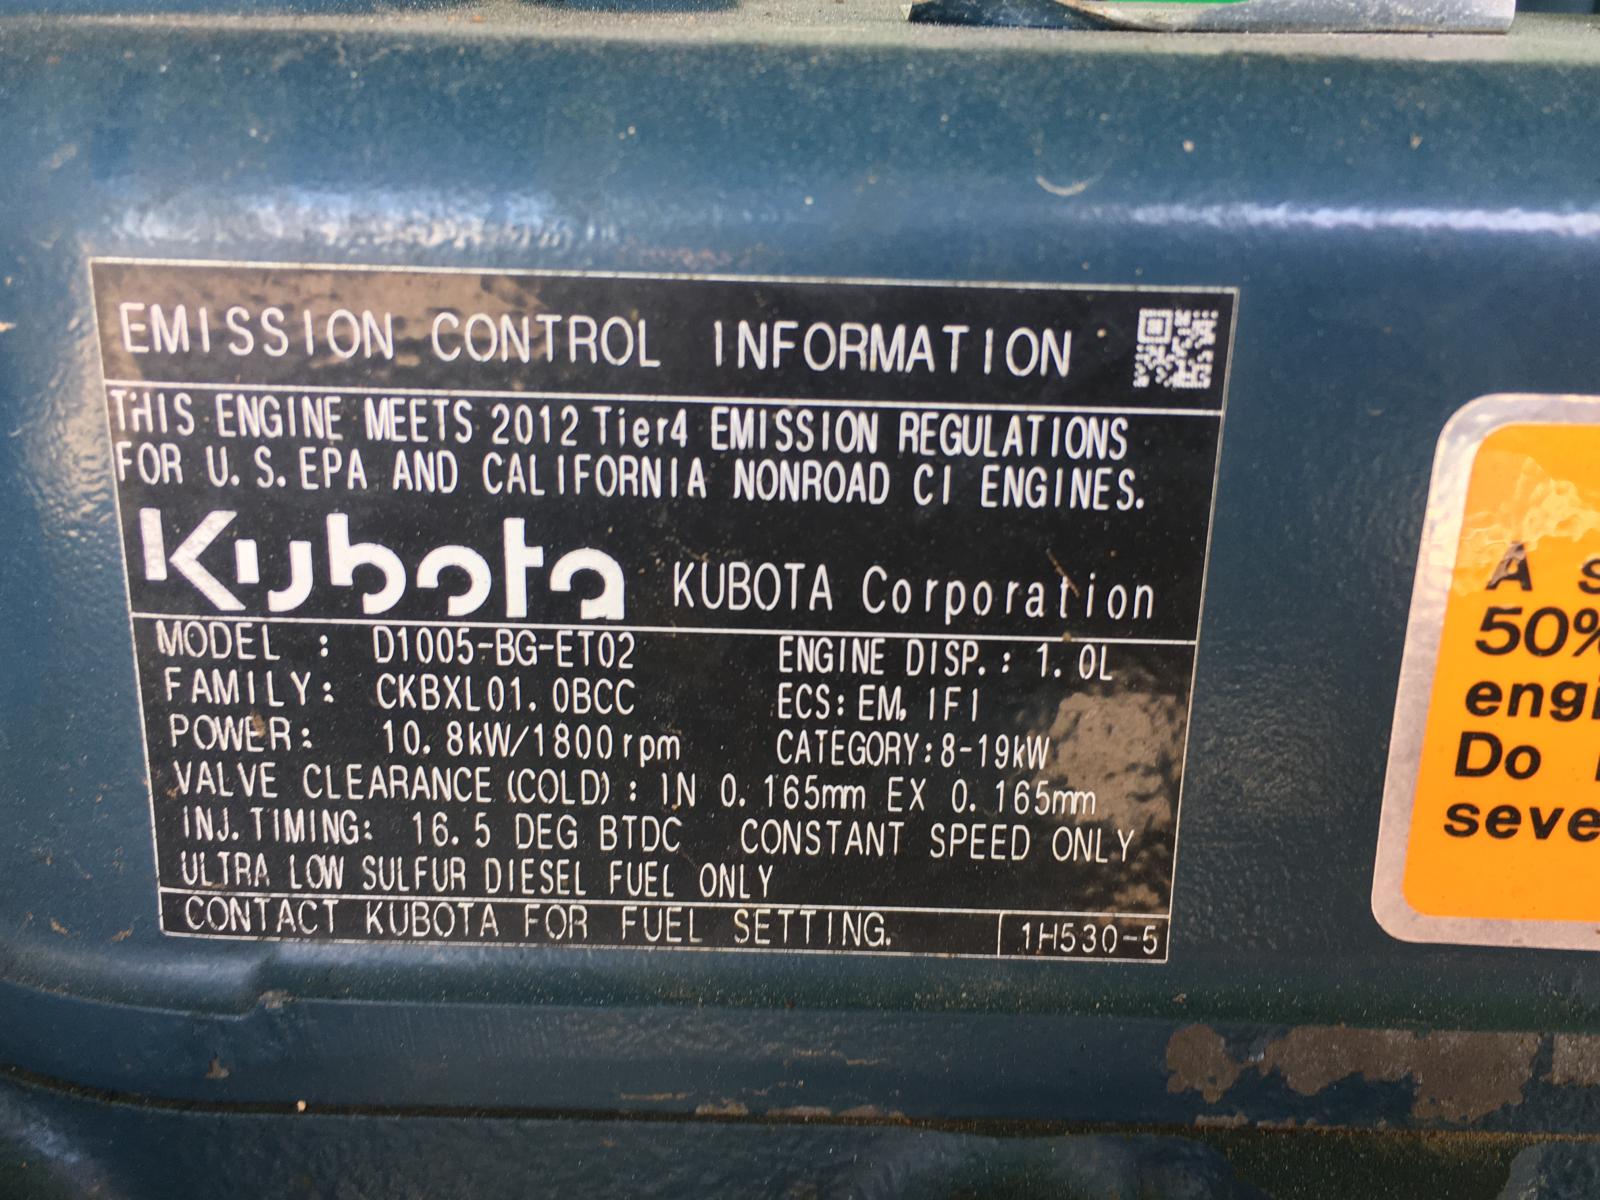 EMISSION CONTROL INFORMATION
THIS ENGINE MEETS 2012 Tier4 EMISSION REGULATIONS
FOR U.S.EPA AND CALIFORNIA NONROAD CI ENGINES.
Kubota KUBOTA Corporation
MODEL : D1005-BG-ET02 ENGINE DISP.: 1.0L
FAMILY: CKBXL01.0BCC ECS: EM, IFI
POWER: 10.8kW/1800rpm CATEGORY:8-19kW
VALVE CLEARANCE (COLD) : IN 0.165mm EX 0.165mm
INJ.TIMING: 16.5 DEG BTDC CONSTANT SPEED ONLY
ULTRA LOW SULFUR DIESEL FUEL ONLY
CONTACT KUBOTA FOR FUEL SETTING. 1H530-5
A s
50%
engi
Do
seve